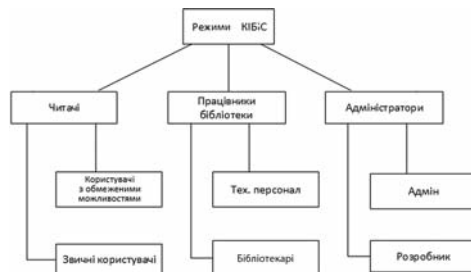 Режими КІБіС
Читачі
Працівники
бібліотеки
Адміністратори
Користувачі
з обмеженими
можливостями
Тех. персонал
Адмін
Звичні користувачі
Бібліотекарі
Розробник